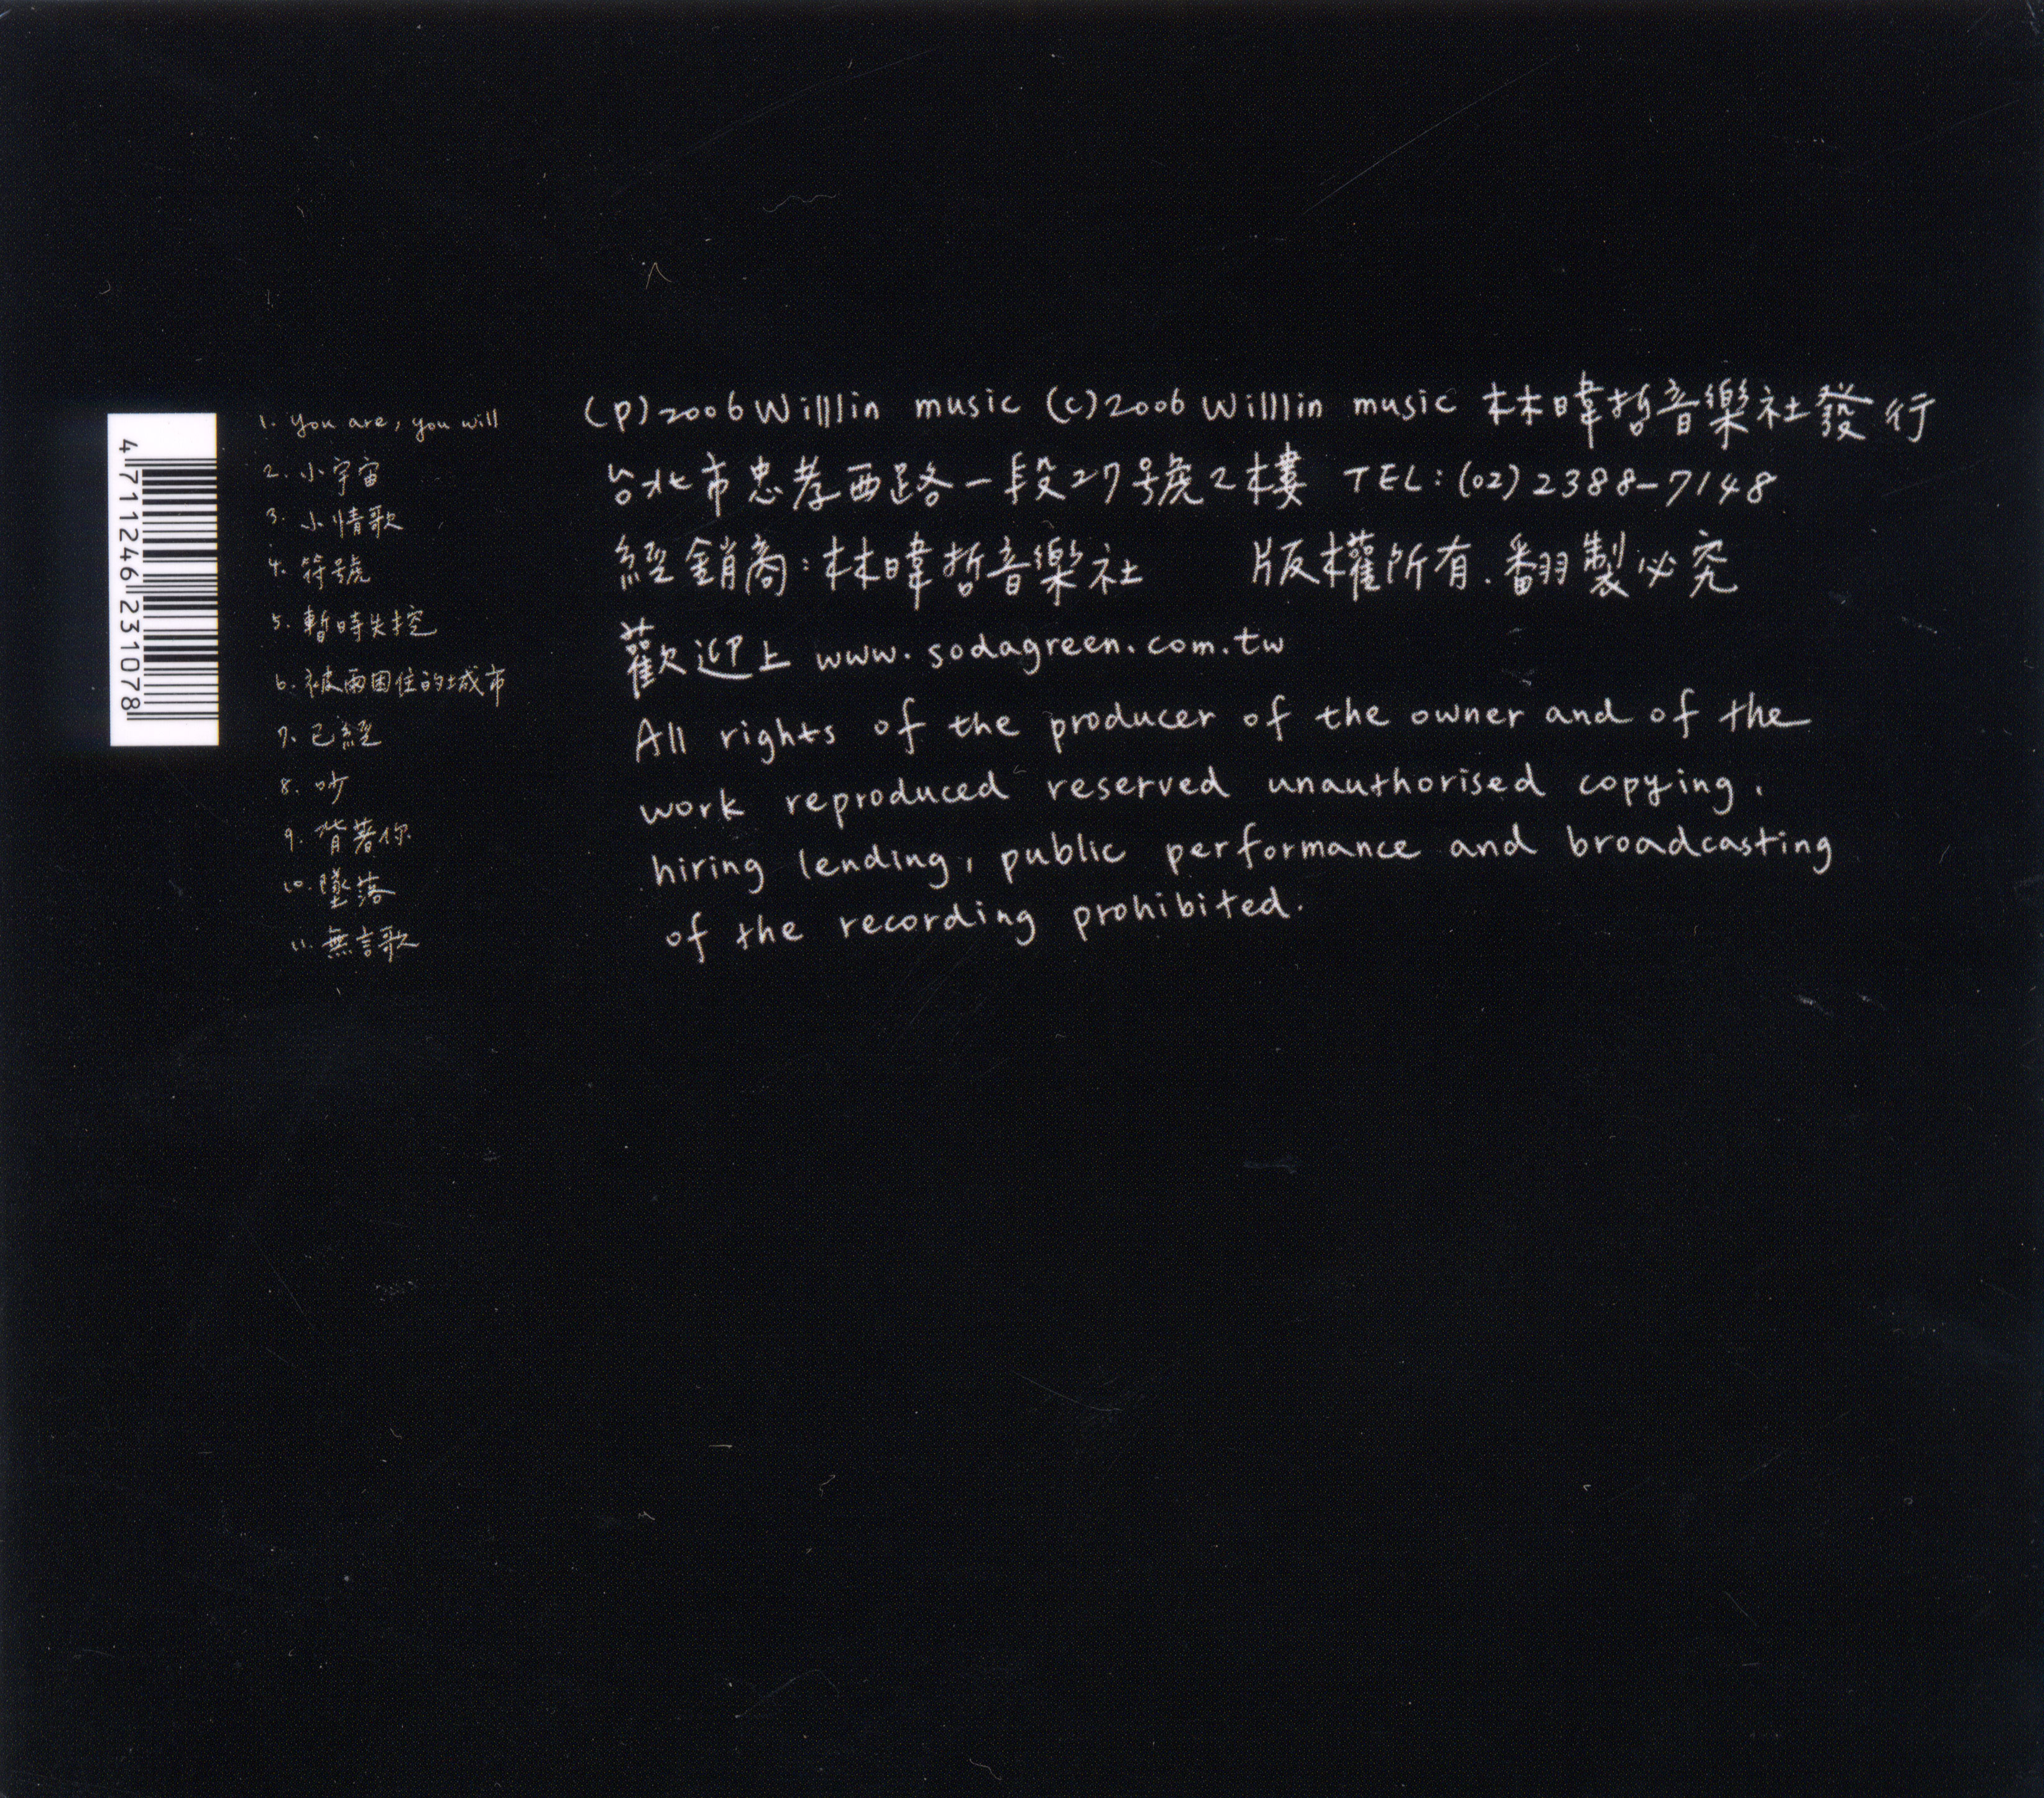 4 711246 231078
1. you are, you will
2. 小宇宙
3. 小情歌
4. 符號
5. 暫時失控
6. 被雨困住的城市
7. 已經
8. 吵
9. 背著你
10. 墜落
11. 無言歌
(p)2006 Willlin music (c)2006 Willlin music 林暐哲音樂社發行
台北市忠孝西路一段27號2樓 TEL:(02)2388-7148
經銷商:林暐哲音樂社 版權所有.翻製必究
歡迎上 www.sodagreen.com.tw
All rights of the producer of the owner and of the
work reproduced reserved unauthorised copying,
hiring lending, public performance and broadcasting
of the recording prohibited.